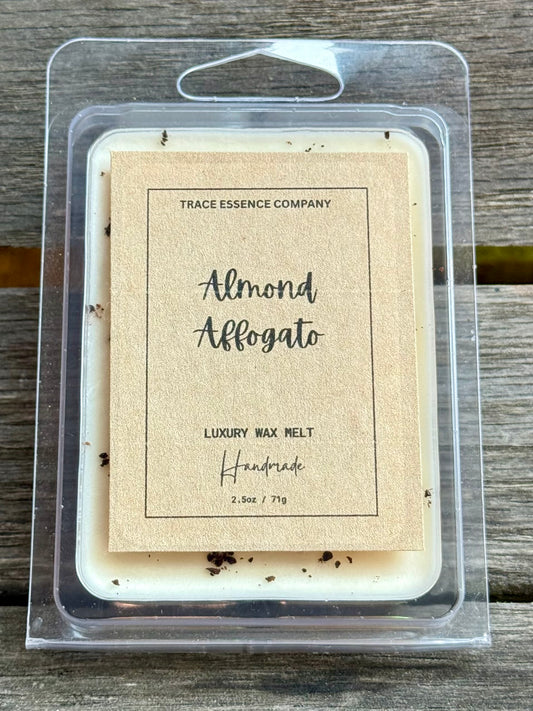 TRACE ESSENCE COMPANY
Almond
Affogato
LUXURY WAX MELT
Handmade
2.5oz / 71g